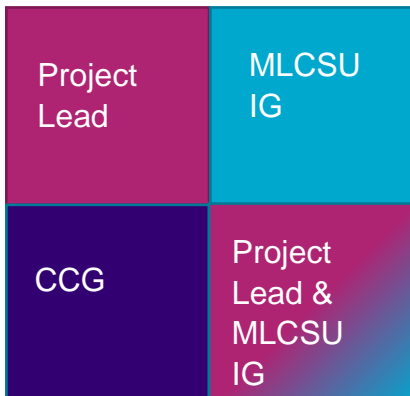 Project
Lead
MLCSU
IG
CCG
Project
Lead &
MLCSU
IG